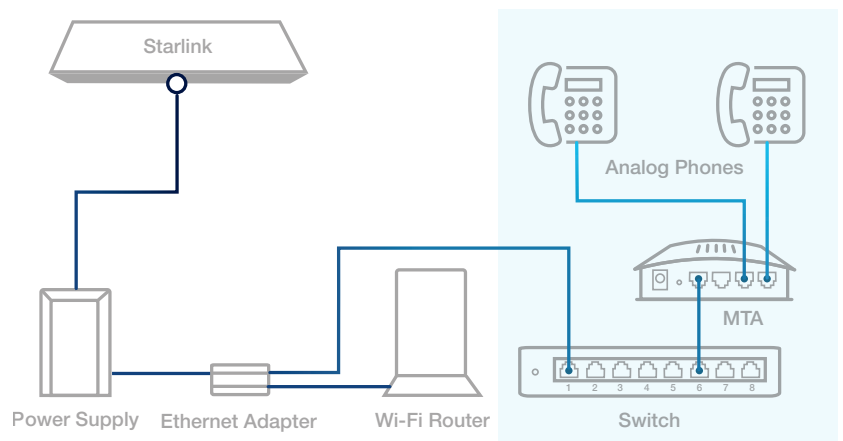 Starlink
Analog Phones
MTA
1 2 3 4 5 6 7 8
Power Supply
Ethernet Adapter
Wi-Fi Router
Switch